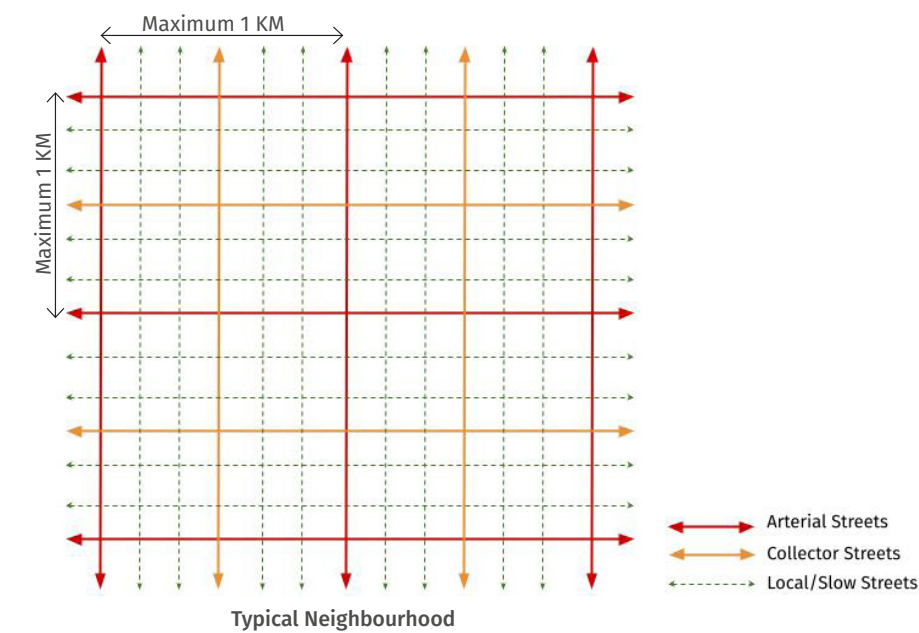 Maximum 1 KM
Maximum 1 KM
Arterial Streets
Collector Streets
Local/Slow Streets
Typical Neighbourhood